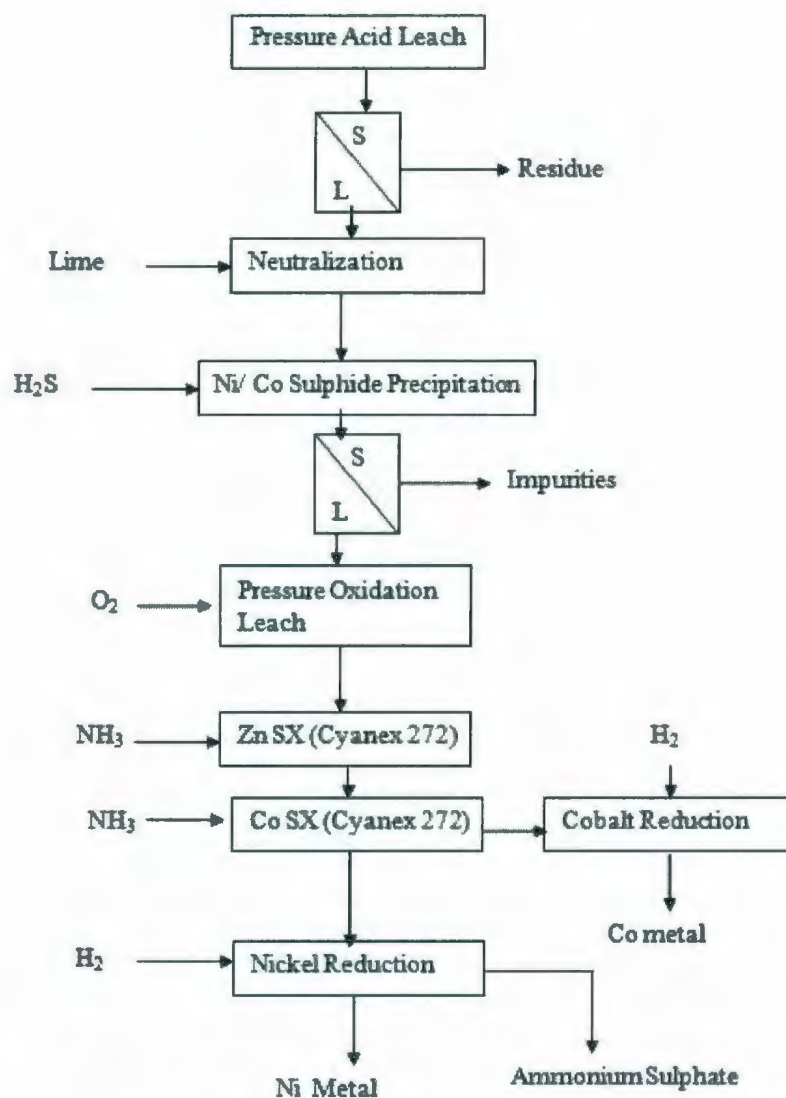 Pressure Acid Leach
S
L
Residue
Lime
Neutralization
H₂S
Ni/ Co Sulphide Precipitation
S
L
Impurities
O₂
Pressure Oxidation
Leach
NH₃
Zn SX (Cyanex 272)
H₂
NH₃
Co SX (Cyanex 272)
Cobalt Reduction
Co metal
H₂
Nickel Reduction
Ni Metal
Ammonium Sulphate